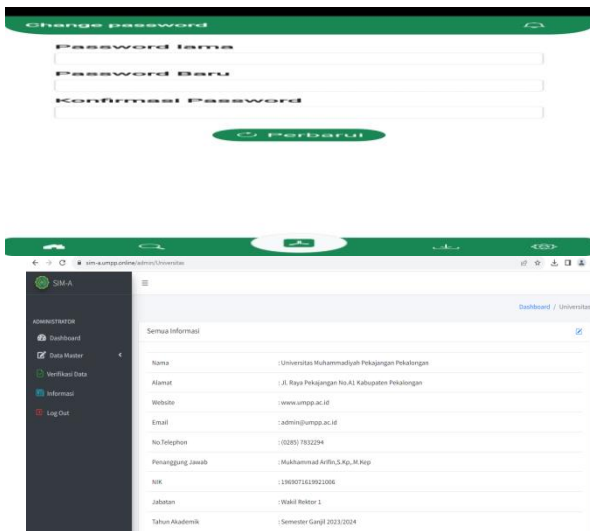 Change password
Password lama
Password Baru
Konfirmasi Password
Perbarui
sim-a.umpp.online/admin/Universitas
SIM-A
Dashboard / Universitas
ADMINISTRATOR
Semua Informasi
Dashboard
Data Master
Verifikasi Data
Informasi
Log Out
Nama : Universitas Muhammadiyah Pekajangan Pekalongan
Alamat : Jl. Raya Pekajangan No.A1 Kabupaten Pekalongan
Website : www.umpp.ac.id
Email : admin@umpp.ac.id
No.Telephon : (0285) 7832294
Penanggung Jawab : Mukhammad Arifin,S.Kp,.M.Kep
NIK : 1969071619921006
Jabatan : Wakil Rektor 1
Tahun Akademik : Semester Ganjil 2023/2024